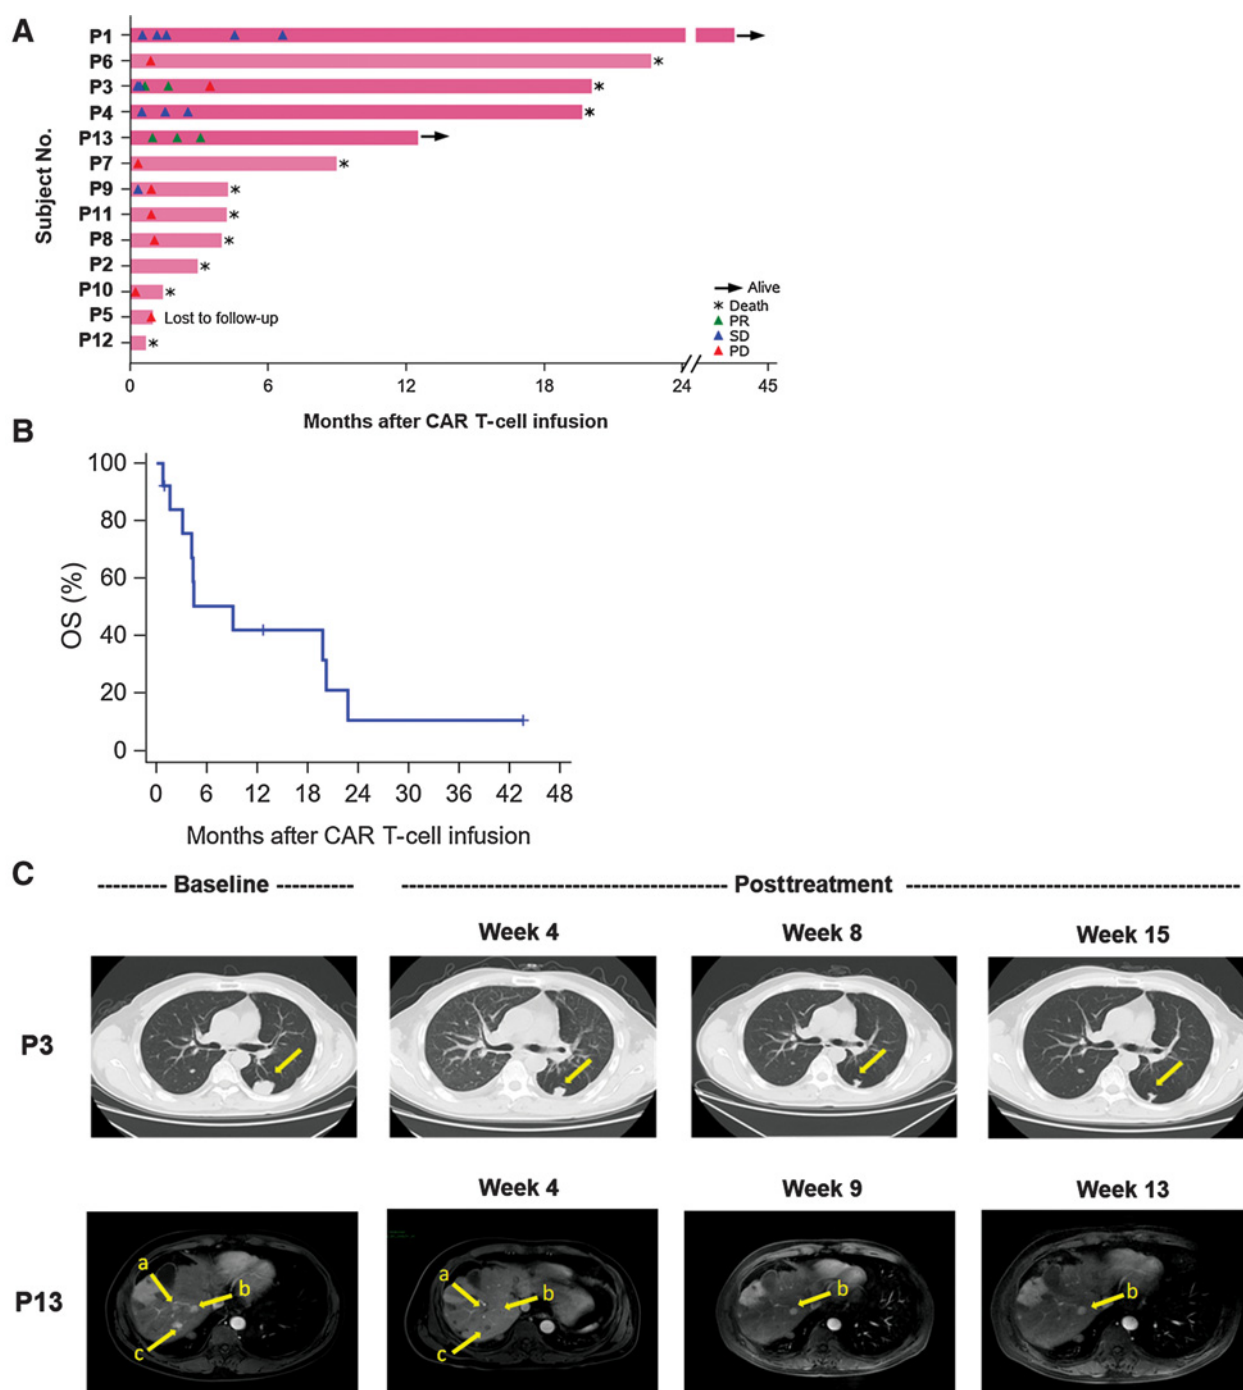 A
P1
P6
P3
P4
P13
P7
P9
P11
P8
P2
P10
P5 Lost to follow-up
P12
Subject No.
Alive
* Death
PR
SD
PD
0 6 12 18 24 45
Months after CAR T-cell infusion
B
100
80
60
40
20
0
OS (%)
0 6 12 18 24 30 36 42 48
Months after CAR T-cell infusion
C
Baseline Posttreatment
Week 4 Week 8 Week 15
P3
Week 4 Week 9 Week 13
P13
a b c
a b c
b
b